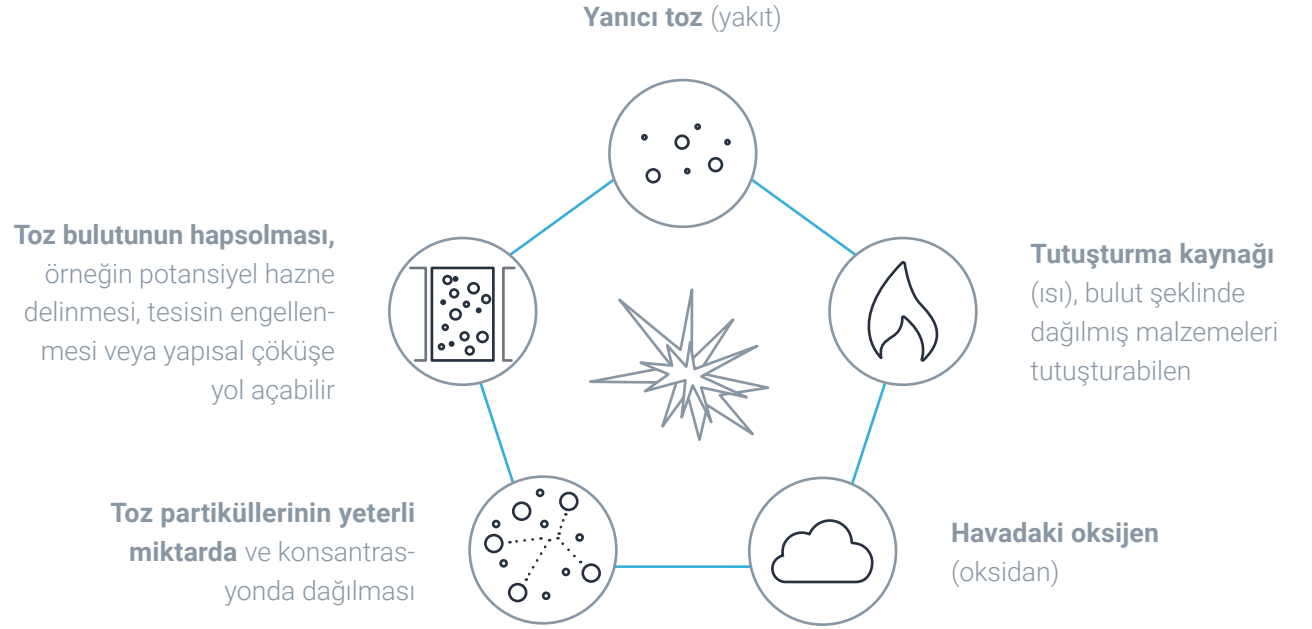 Yanıcı toz (yakıt)
Toz bulutunun hapsolması,
örneğin potansiyel hazne
delinmesi, tesisin engellen-
mesi veya yapısal çöküşe
yol açabilir
Tutuşturma kaynağı
(ısı), bulut şeklinde
dağılmış malzemeleri
tutuşturabilen
Toz partiküllerinin yeterli
miktarda ve konsantras-
yonda dağılması
Havadaki oksijen
(oksidan)